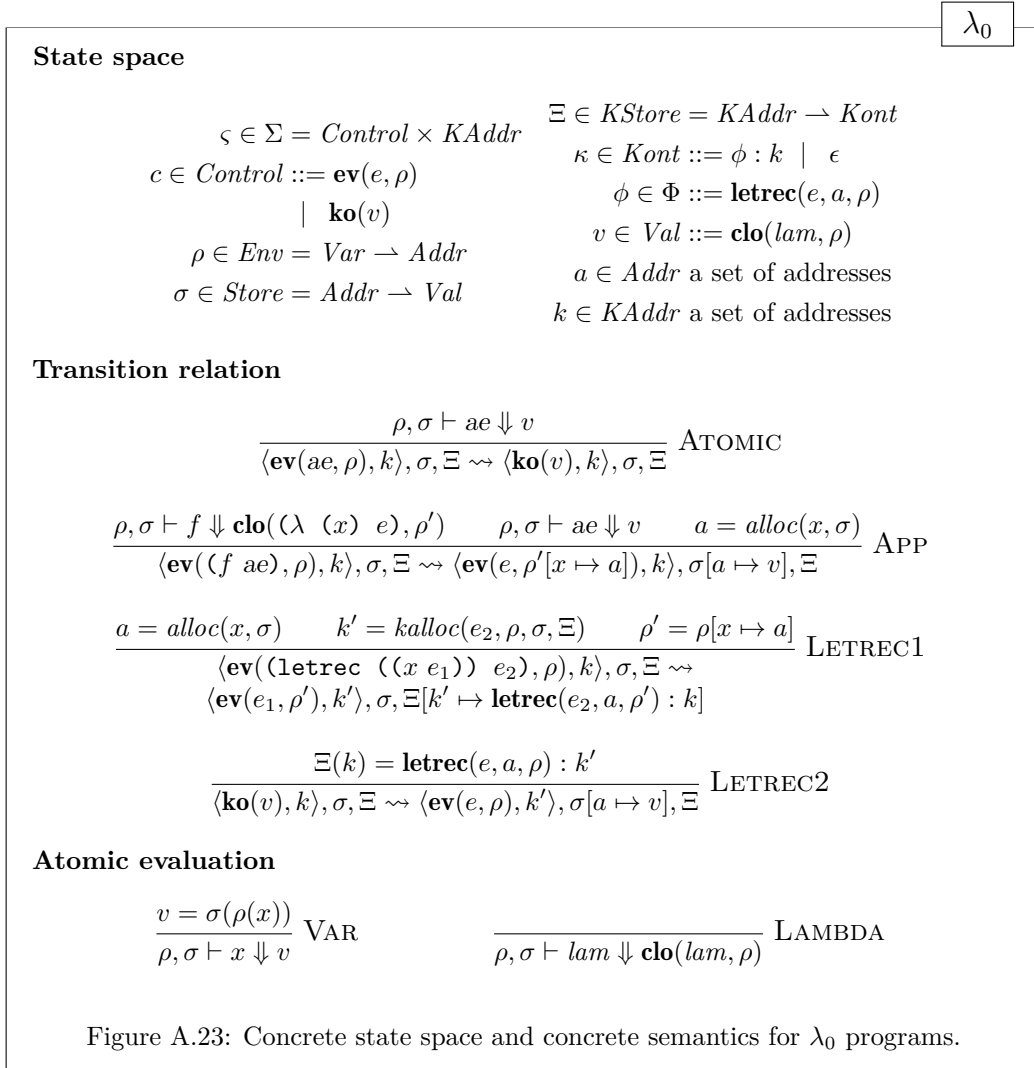 λ₀
State space
ς ∈ Σ = Control × KAddr
c ∈ Control ::= ev(e, ρ)
| ko(v)
ρ ∈ Env = Var ⇀ Addr
σ ∈ Store = Addr ⇀ Val
Ξ ∈ KStore = KAddr ⇀ Kont
κ ∈ Kont ::= φ : k | ϵ
φ ∈ Φ ::= letrec(e, a, ρ)
v ∈ Val ::= clo(lam, ρ)
a ∈ Addr a set of addresses
k ∈ KAddr a set of addresses
Transition relation
ρ, σ ⊢ ae ⇓ v
⟨ev(ae, ρ), k⟩, σ, Ξ ⇝ ⟨ko(v), k⟩, σ, Ξ ATOMIC
ρ, σ ⊢ f ⇓ clo((λ (x) e), ρ′) ρ, σ ⊢ ae ⇓ v a = alloc(x, σ)
⟨ev((f ae), ρ), k⟩, σ, Ξ ⇝ ⟨ev(e, ρ′[x ↦ a]), k⟩, σ[a ↦ v], Ξ APP
a = alloc(x, σ) k′ = kalloc(e₂, ρ, σ, Ξ) ρ′ = ρ[x ↦ a]
⟨ev((letrec ((x e₁)) e₂), ρ), k⟩, σ, Ξ ⇝ LETREC1
⟨ev(e₁, ρ′), k′⟩, σ, Ξ[k′ ↦ letrec(e₂, a, ρ′) : k]
Ξ(k) = letrec(e, a, ρ) : k′
⟨ko(v), k⟩, σ, Ξ ⇝ ⟨ev(e, ρ), k′⟩, σ[a ↦ v], Ξ LETREC2
Atomic evaluation
v = σ(ρ(x))
ρ, σ ⊢ x ⇓ v VAR
ρ, σ ⊢ lam ⇓ clo(lam, ρ) LAMBDA
Figure A.23: Concrete state space and concrete semantics for λ₀ programs.